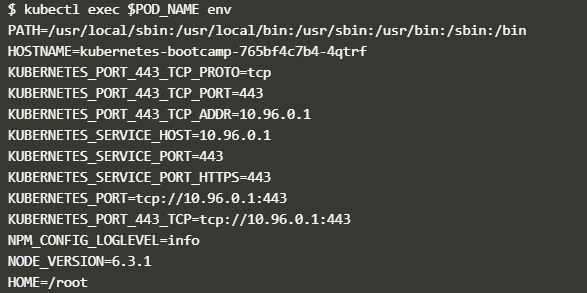 $ kubectl exec $POD_NAME env
PATH=/usr/local/sbin:/usr/local/bin:/usr/sbin:/usr/bin:/sbin:/bin
HOSTNAME=kubernetes-bootcamp-765bf4c7b4-4qtrf
KUBERNETES_PORT_443_TCP_PROTO=tcp
KUBERNETES_PORT_443_TCP_PORT=443
KUBERNETES_PORT_443_TCP_ADDR=10.96.0.1
KUBERNETES_SERVICE_HOST=10.96.0.1
KUBERNETES_SERVICE_PORT=443
KUBERNETES_SERVICE_PORT_HTTPS=443
KUBERNETES_PORT=tcp://10.96.0.1:443
KUBERNETES_PORT_443_TCP=tcp://10.96.0.1:443
NPM_CONFIG_LOGLEVEL=info
NODE_VERSION=6.3.1
HOME=/root